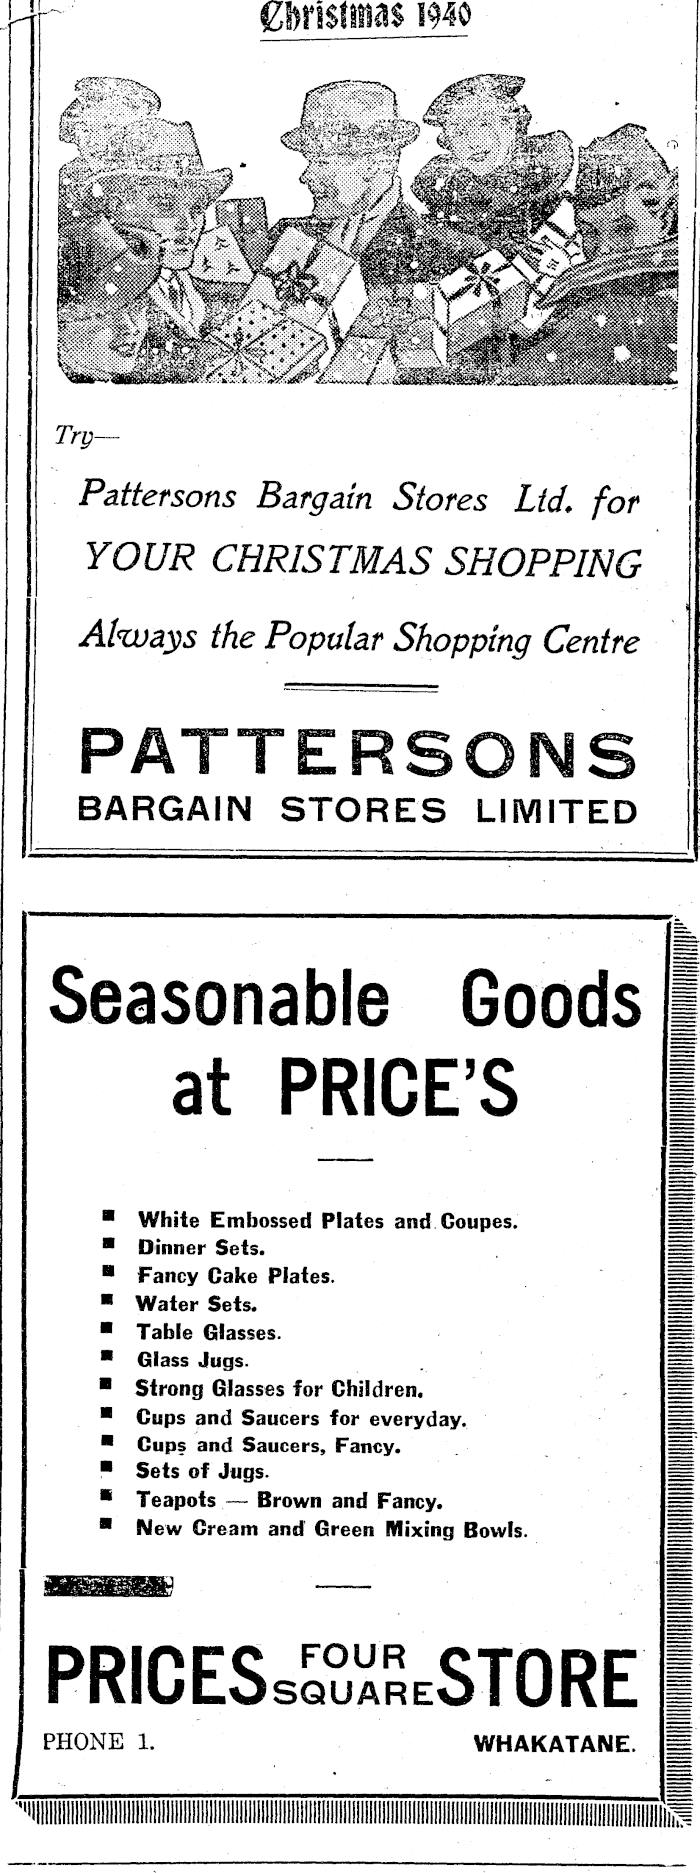 Christmas 1940
Try—
Pattersons Bargain Stores Ltd. for
YOUR CHRISTMAS SHOPPING
Always the Popular Shopping Centre
PATTERSONS
BARGAIN STORES LIMITED
Seasonable Goods
at PRICE'S
■ White Embossed Plates and Coupes.
■ Dinner Sets.
■ Fancy Cake Plates.
■ Water Sets.
■ Table Glasses.
■ Glass Jugs.
■ Strong Glasses for Children.
■ Cups and Saucers for everyday.
■ Cups and Saucers, Fancy.
■ Sets of Jugs.
■ Teapots — Brown and Fancy.
■ New Cream and Green Mixing Bowls.
PRICES FOUR SQUARE STORE
PHONE 1. WHAKATANE.